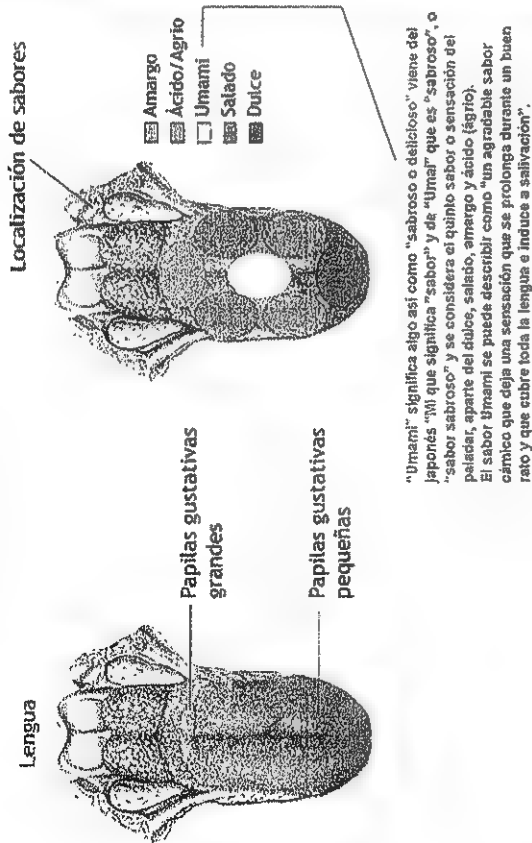 Lengua
Papilas gustativas
grandes
Papilas gustativas
pequeñas
Localización de sabores
Amargo
Ácido/Agrio
Umami
Salado
Dulce
"Umami" significa algo así como "sabroso o delicioso" viene del
japonés "Mi que significa "sabor" y de "Umai" que es "sabroso", o
"sabor sabroso" y se considera el quinto sabor o sensación del
paladar, aparte del dulce, salado, amargo y ácido (ágrio).
El sabor Umami se puede describir como "un agradable sabor
cárnico que deja una sensación que se prolonga durante un buen
rato y que cubre toda la lengua e induce a salivación".